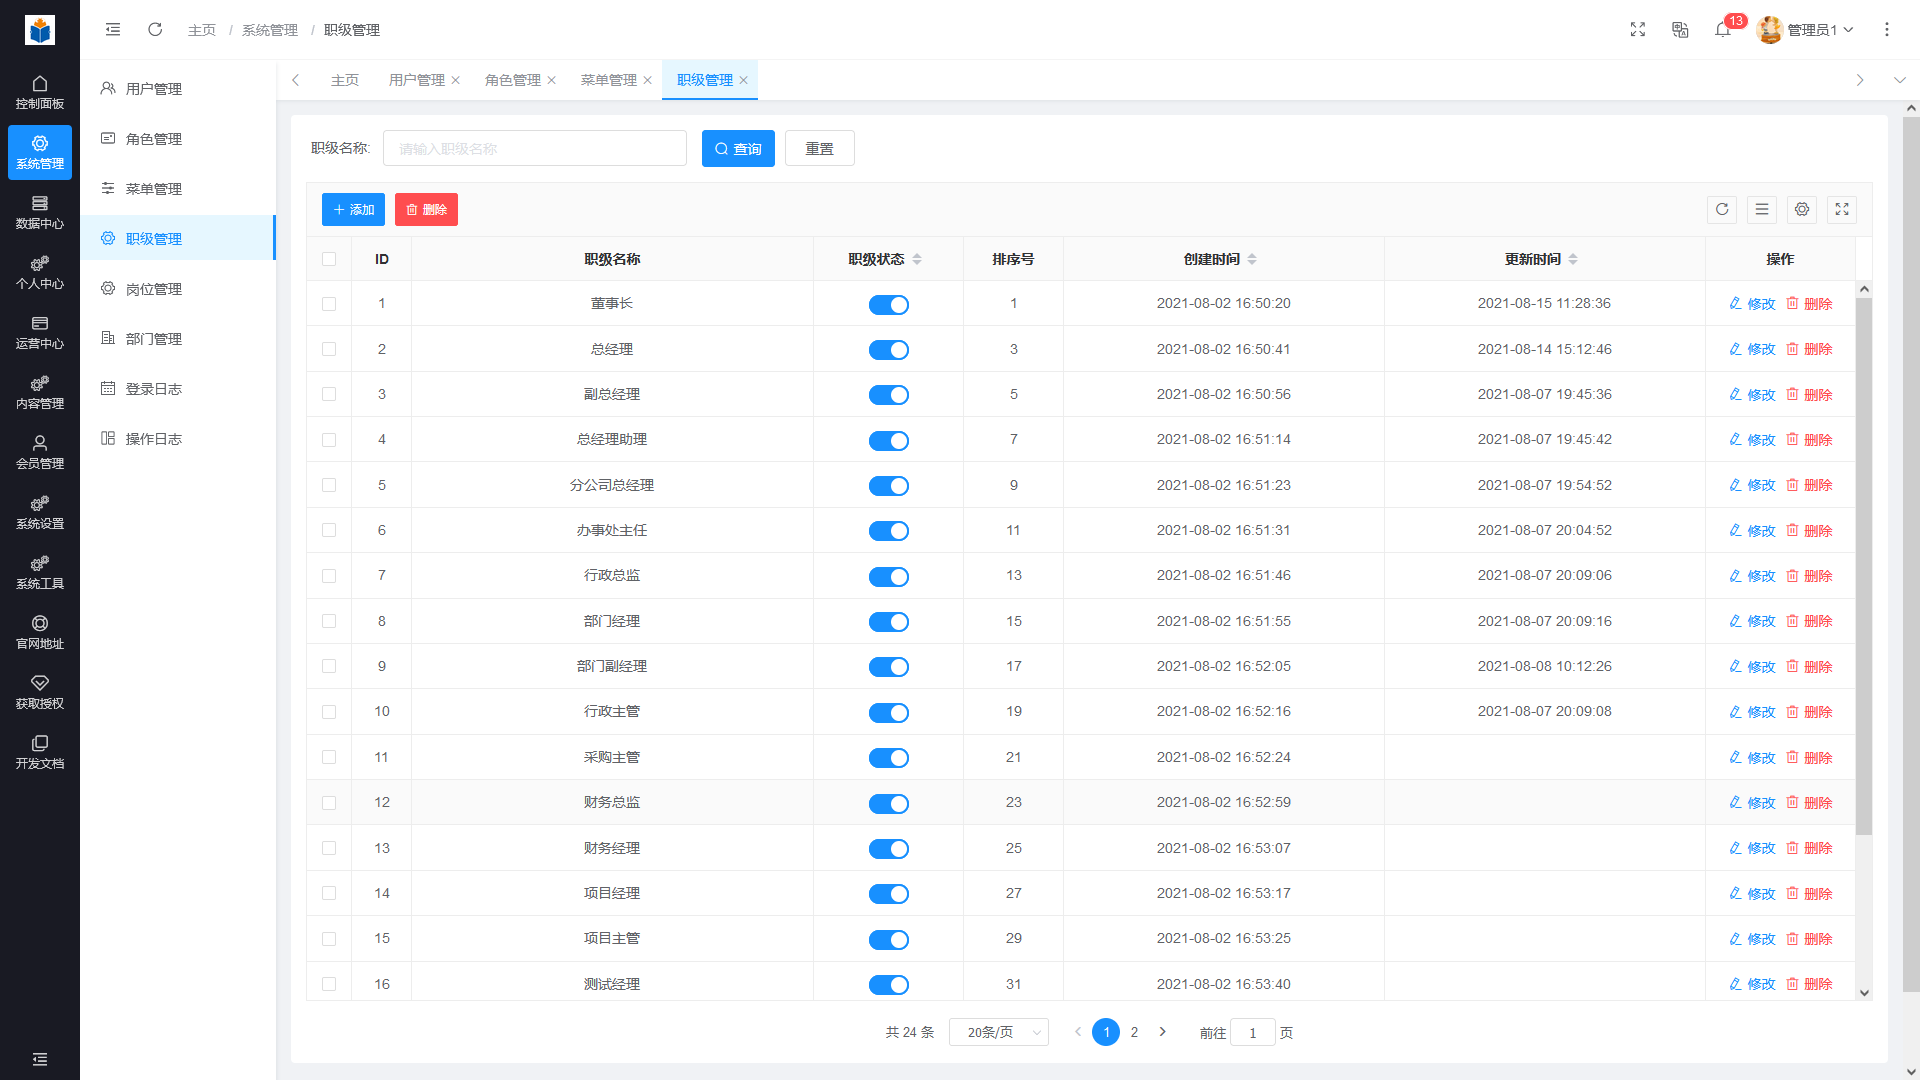 主页 / 系统管理 / 职级管理
13
管理员1
控制面板
系统管理
数据中心
个人中心
运营中心
内容管理
会员管理
系统设置
系统工具
官网地址
获取授权
开发文档
用户管理
角色管理
菜单管理
职级管理
岗位管理
部门管理
登录日志
操作日志
主页 用户管理 角色管理 菜单管理 职级管理
职级名称: 请输入职级名称 查询 重置
添加 删除
ID 职级名称 职级状态 排序号 创建时间 更新时间 操作
1 董事长 1 2021-08-02 16:50:20 2021-08-15 11:28:36 修改 删除
2 总经理 3 2021-08-02 16:50:41 2021-08-14 15:12:46 修改 删除
3 副总经理 5 2021-08-02 16:50:56 2021-08-07 19:45:36 修改 删除
4 总经理助理 7 2021-08-02 16:51:14 2021-08-07 19:45:42 修改 删除
5 分公司总经理 9 2021-08-02 16:51:23 2021-08-07 19:54:52 修改 删除
6 办事处主任 11 2021-08-02 16:51:31 2021-08-07 20:04:52 修改 删除
7 行政总监 13 2021-08-02 16:51:46 2021-08-07 20:09:06 修改 删除
8 部门经理 15 2021-08-02 16:51:55 2021-08-07 20:09:16 修改 删除
9 部门副经理 17 2021-08-02 16:52:05 2021-08-08 10:12:26 修改 删除
10 行政主管 19 2021-08-02 16:52:16 2021-08-07 20:09:08 修改 删除
11 采购主管 21 2021-08-02 16:52:24 修改 删除
12 财务总监 23 2021-08-02 16:52:59 修改 删除
13 财务经理 25 2021-08-02 16:53:07 修改 删除
14 项目经理 27 2021-08-02 16:53:17 修改 删除
15 项目主管 29 2021-08-02 16:53:25 修改 删除
16 测试经理 31 2021-08-02 16:53:40 修改 删除
共 24 条 20条/页 1 2 前往 1 页